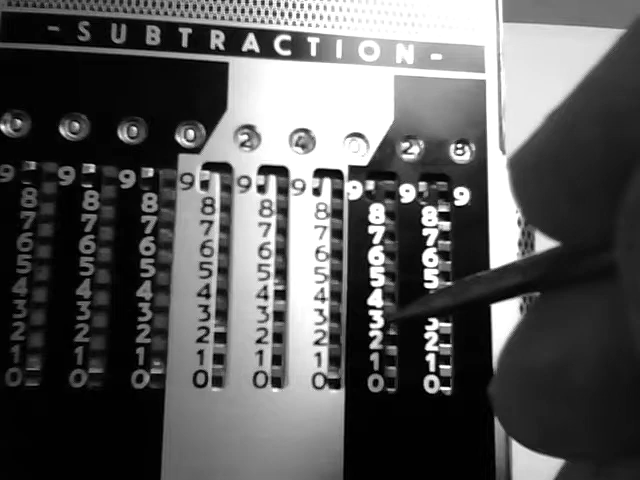 - SUBTRACTION -
0 0 0 0 2 4 0 2 8
9 9 9 9 9 9 9 9 9
8 8 8 8 8 8 8 8
7 7 7 7 7 7 7 7
6 6 6 6 6 6 6 6
5 5 5 5 5 5 5 5
4 4 4 4 4 4 4 4
3 3 3 3 3 3 3 3
2 2 2 2 2 2 2 2
1 1 1 1 1 1 1 1
0 0 0 0 0 0 0 0